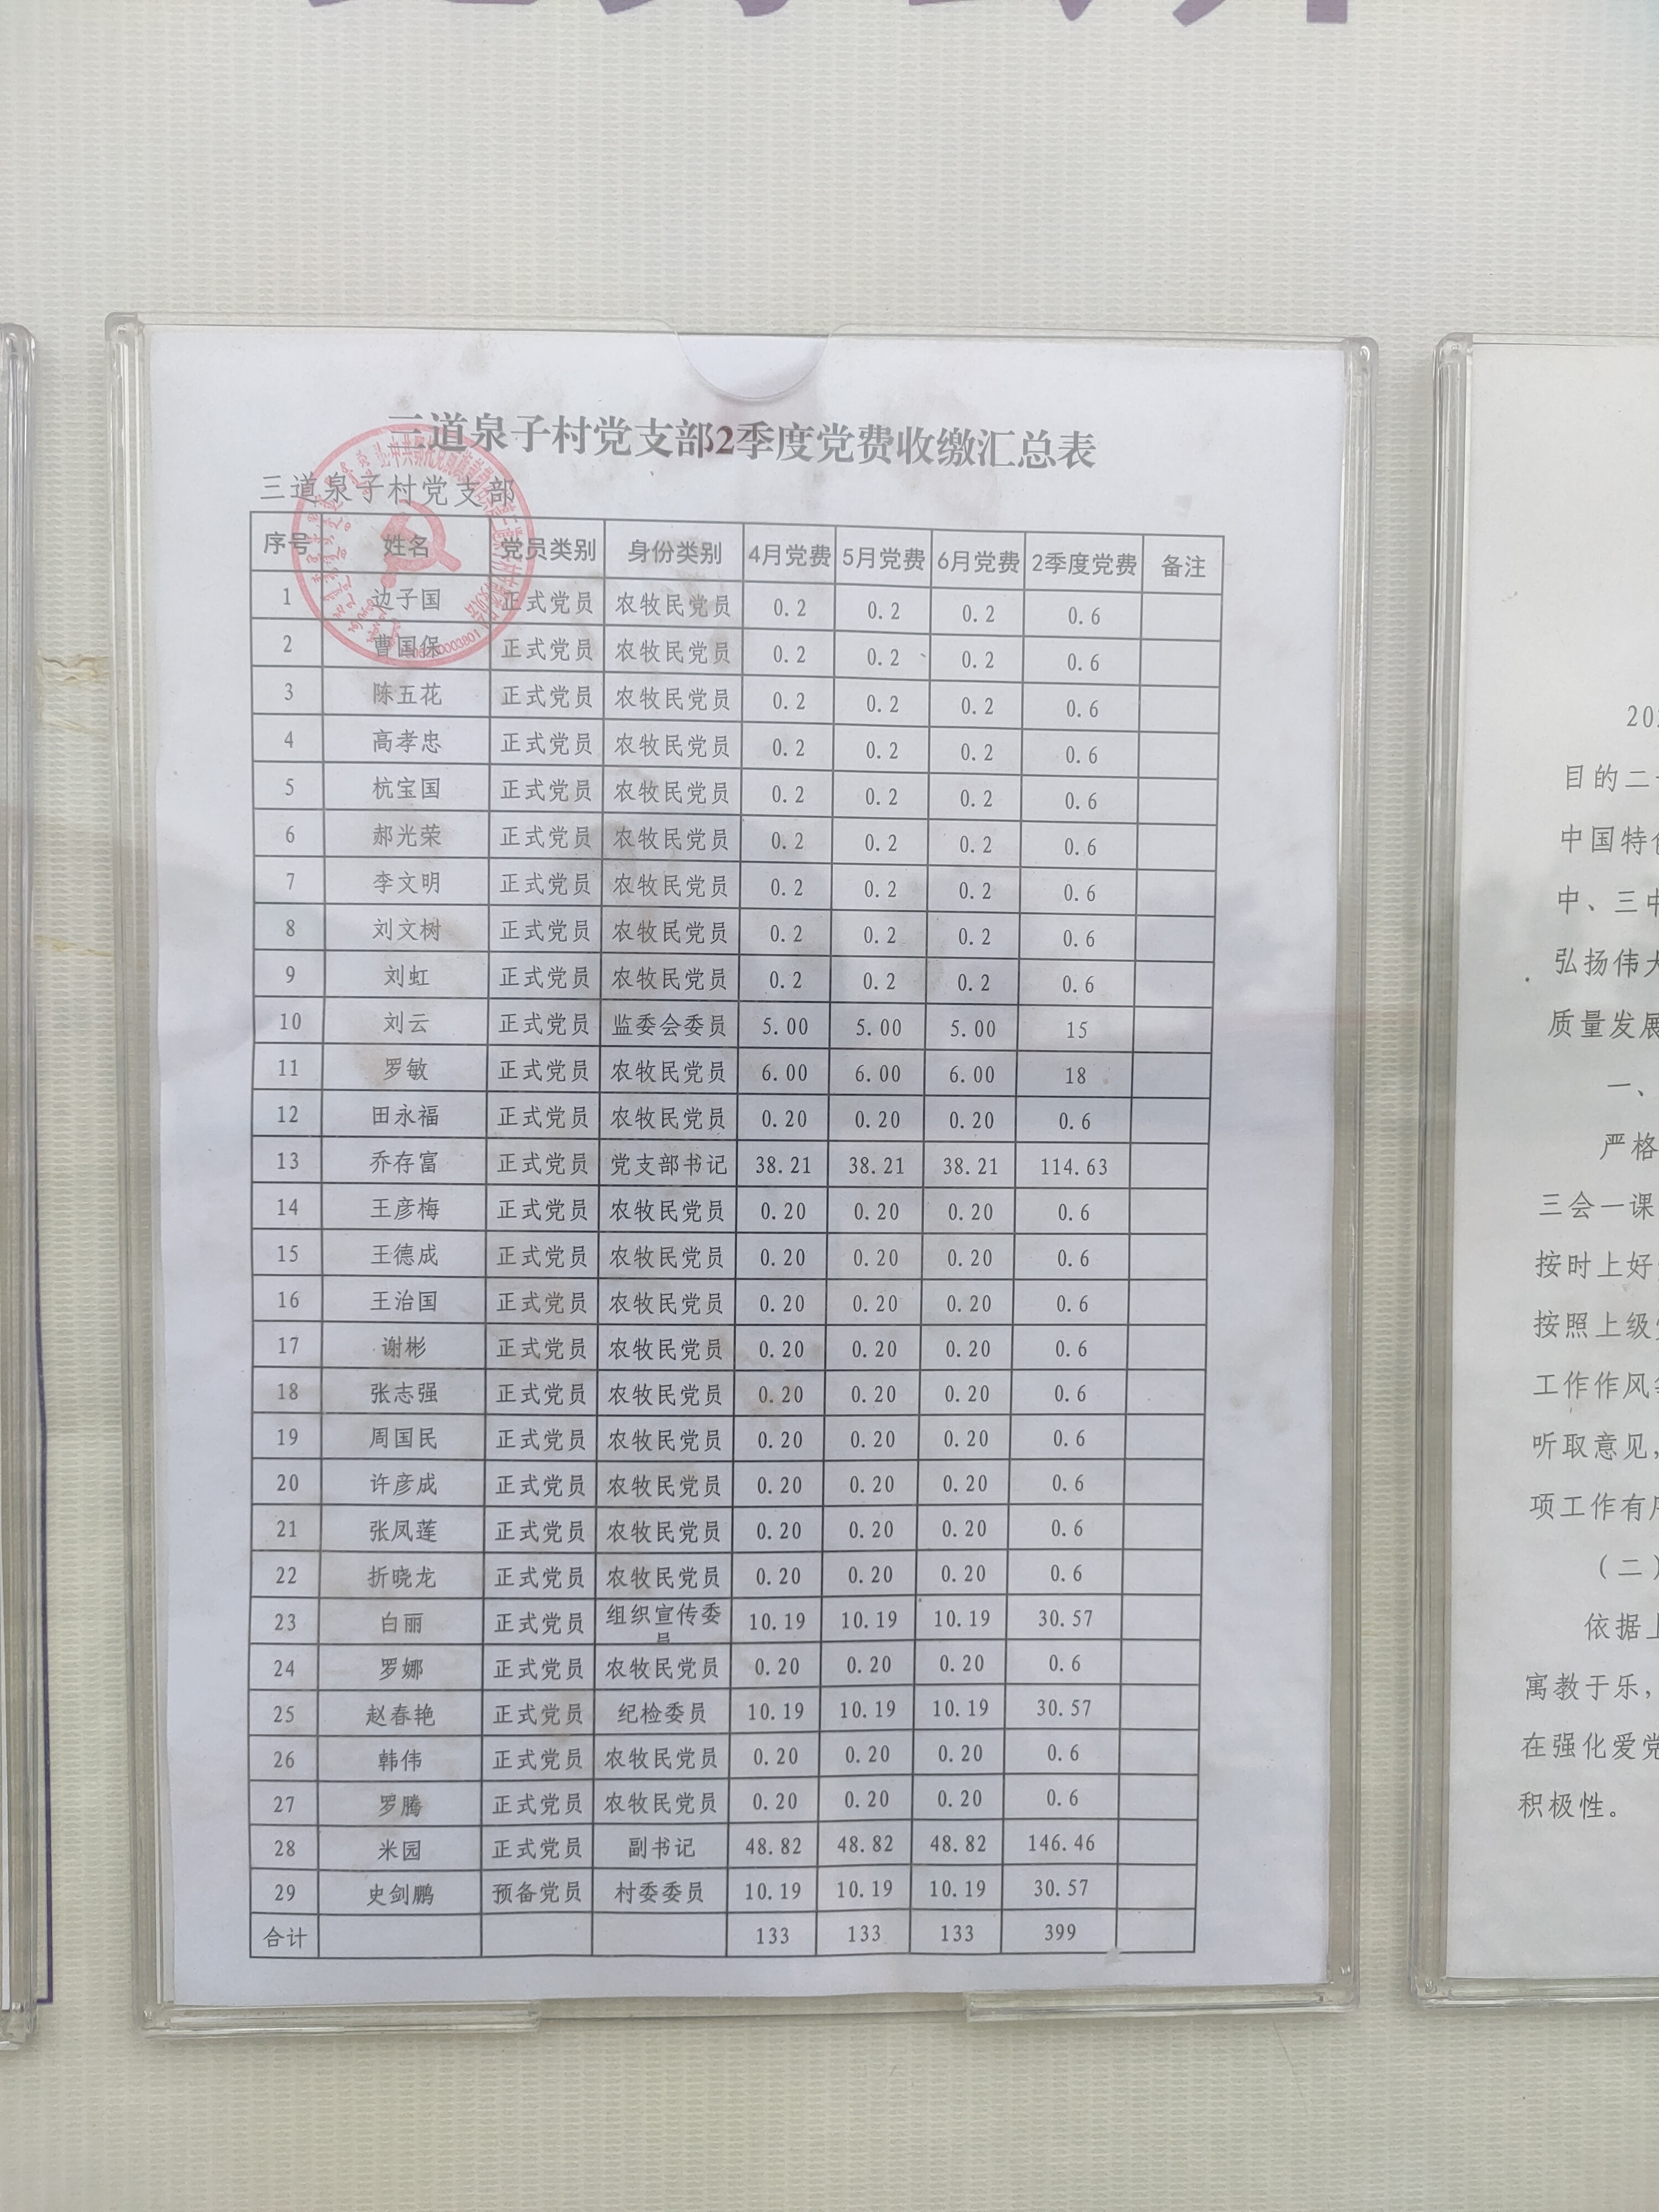 三道泉子村党支部2季度党费收缴汇总表
三道泉子村党支部
序号 姓名 党员类别 身份类别 4月党费 5月党费 6月党费 2季度党费 备注
1 边子国 正式党员 农牧民党员 0.2 0.2 0.2 0.6
2 曹国保 正式党员 农牧民党员 0.2 0.2 0.2 0.6
3 陈五花 正式党员 农牧民党员 0.2 0.2 0.2 0.6
4 高孝忠 正式党员 农牧民党员 0.2 0.2 0.2 0.6
5 杭宝国 正式党员 农牧民党员 0.2 0.2 0.2 0.6
6 郝光荣 正式党员 农牧民党员 0.2 0.2 0.2 0.6
7 李文明 正式党员 农牧民党员 0.2 0.2 0.2 0.6
8 刘文树 正式党员 农牧民党员 0.2 0.2 0.2 0.6
9 刘虹 正式党员 农牧民党员 0.2 0.2 0.2 0.6
10 刘云 正式党员 监委会委员 5.00 5.00 5.00 15
11 罗敏 正式党员 农牧民党员 6.00 6.00 6.00 18
12 田永福 正式党员 农牧民党员 0.20 0.20 0.20 0.6
13 乔存富 正式党员 党支部书记 38.21 38.21 38.21 114.63
14 王彦梅 正式党员 农牧民党员 0.20 0.20 0.20 0.6
15 王德成 正式党员 农牧民党员 0.20 0.20 0.20 0.6
16 王治国 正式党员 农牧民党员 0.20 0.20 0.20 0.6
17 谢彬 正式党员 农牧民党员 0.20 0.20 0.20 0.6
18 张志强 正式党员 农牧民党员 0.20 0.20 0.20 0.6
19 周国民 正式党员 农牧民党员 0.20 0.20 0.20 0.6
20 许彦成 正式党员 农牧民党员 0.20 0.20 0.20 0.6
21 张凤莲 正式党员 农牧民党员 0.20 0.20 0.20 0.6
22 折晓龙 正式党员 农牧民党员 0.20 0.20 0.20 0.6
23 白丽 正式党员 组织宣传委员 10.19 10.19 10.19 30.57
24 罗娜 正式党员 农牧民党员 0.20 0.20 0.20 0.6
25 赵春艳 正式党员 纪检委员 10.19 10.19 10.19 30.57
26 韩伟 正式党员 农牧民党员 0.20 0.20 0.20 0.6
27 罗腾 正式党员 农牧民党员 0.20 0.20 0.20 0.6
28 米园 正式党员 副书记 48.82 48.82 48.82 146.46
29 史剑鹏 预备党员 村委委员 10.19 10.19 10.19 30.57
合计 133 133 133 399
20
目的二
中国特
中、三中
弘扬伟大
质量发展
一、
严格
三会一课
按时上好
按照上级
工作作风
听取意见，
项工作有
（二）
依据上
寓教于乐，
在强化爱党
积极性。